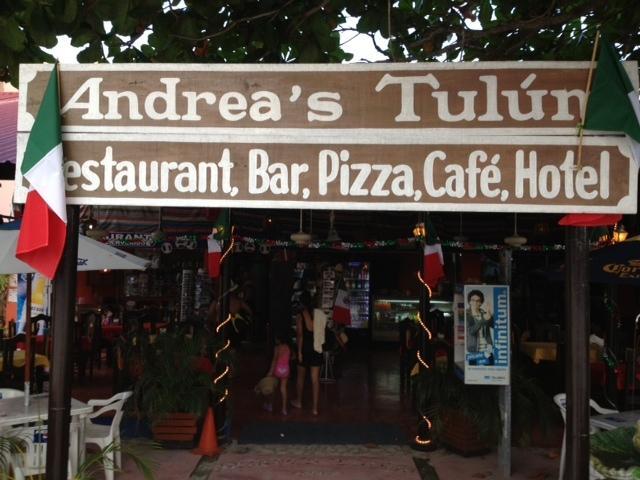 Andrea's Tulún
Restaurant, Bar, Pizza, Café, Hotel
infinitum.